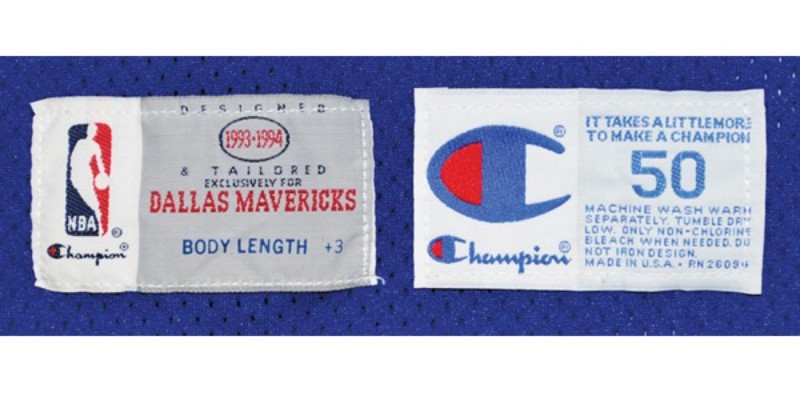 DESIGNED
1993·1994
& TAILORED
EXCLUSIVELY FOR
DALLAS MAVERICKS
BODY LENGTH +3
NBA
®
Champion®
®
Champion®
IT TAKES A LITTLE MORE
TO MAKE A CHAMPION
50
MACHINE WASH WARM
SEPARATELY. TUMBLE DRY
LOW. ONLY NON-CHLORINE
BLEACH WHEN NEEDED. DO
NOT IRON DESIGN.
MADE IN U.S.A. • RN26094